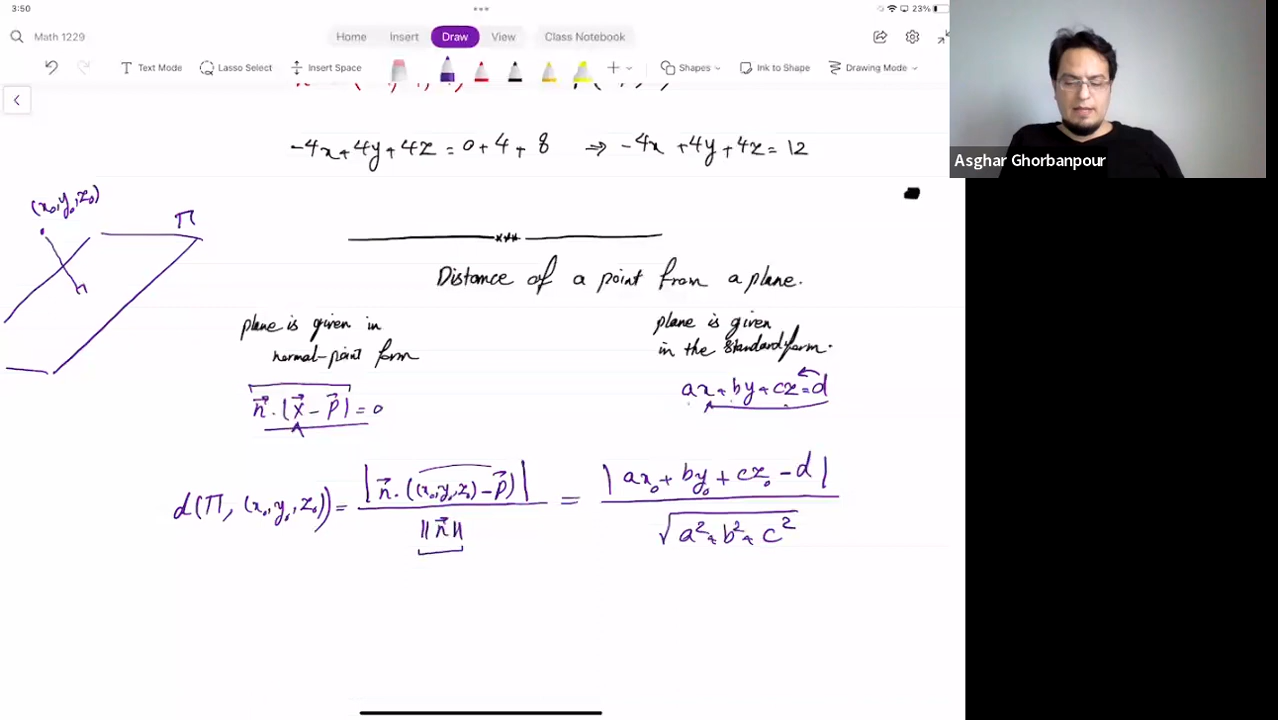 3:50
23%
Math 1229
Home Insert Draw View Class Notebook
Text Mode Lasso Select Insert Space Shapes Ink to Shape Drawing Mode
Asghar Ghorbanpour
-4x+4y+4z=0+4+8 ⇒ -4x+4y+4z=12
(x₀,y₀,z₀)
Π
Distance of a point from a plane.
plane is given in
normal-point form
n⃗·(x⃗-p⃗)=0
plane is given
in the standard form.
ax+by+cz=d
d(Π, (x₀,y₀,z₀)) = |n⃗·((x₀,y₀,z₀)-p⃗)| / ||n⃗|| = |ax₀+by₀+cz₀-d| / √a²+b²+c²